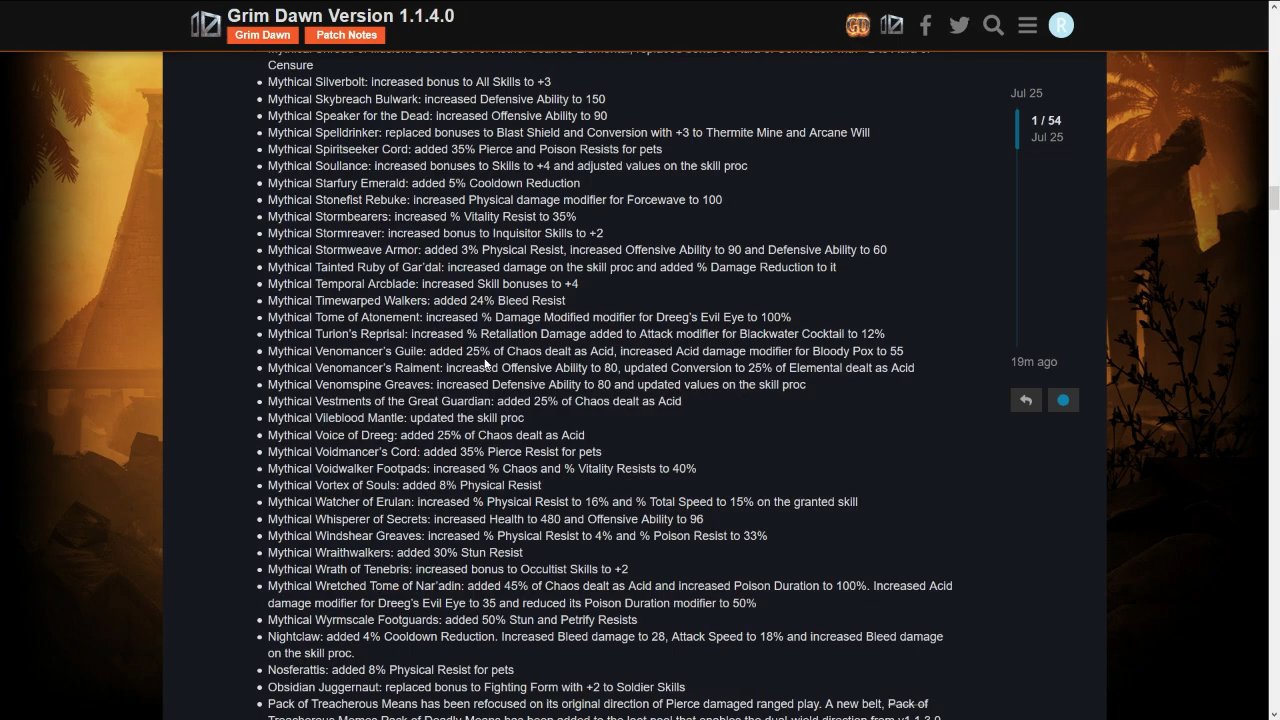 Grim Dawn Version 1.1.4.0
Grim Dawn Patch Notes
R
Censure
Mythical Silverbolt: increased bonus to All Skills to +3
Mythical Skybreach Bulwark: increased Defensive Ability to 150
Mythical Speaker for the Dead: increased Offensive Ability to 90
Mythical Spelldrinker: replaced bonuses to Blast Shield and Conversion with +3 to Thermite Mine and Arcane Will
Mythical Spiritseeker Cord: added 35% Pierce and Poison Resists for pets
Mythical Soullance: increased bonuses to Skills to +4 and adjusted values on the skill proc
Mythical Starfury Emerald: added 5% Cooldown Reduction
Mythical Stonefist Rebuke: increased Physical damage modifier for Forcewave to 100
Mythical Stormbearers: increased % Vitality Resist to 35%
Mythical Stormreaver: increased bonus to Inquisitor Skills to +2
Mythical Stormweave Armor: added 3% Physical Resist, increased Offensive Ability to 90 and Defensive Ability to 60
Mythical Tainted Ruby of Gar’dal: increased damage on the skill proc and added % Damage Reduction to it
Mythical Temporal Arcblade: increased Skill bonuses to +4
Mythical Timewarped Walkers: added 24% Bleed Resist
Mythical Tome of Atonement: increased % Damage Modified modifier for Dreeg’s Evil Eye to 100%
Mythical Turion’s Reprisal: increased % Retaliation Damage added to Attack modifier for Blackwater Cocktail to 12%
Mythical Venomancer’s Guile: added 25% of Chaos dealt as Acid, increased Acid damage modifier for Bloody Pox to 55
Mythical Venomancer’s Raiment: increased Offensive Ability to 80, updated Conversion to 25% of Elemental dealt as Acid
Mythical Venomspine Greaves: increased Defensive Ability to 80 and updated values on the skill proc
Mythical Vestments of the Great Guardian: added 25% of Chaos dealt as Acid
Mythical Vileblood Mantle: updated the skill proc
Mythical Voice of Dreeg: added 25% of Chaos dealt as Acid
Mythical Voidmancer’s Cord: added 35% Pierce Resist for pets
Mythical Voidwalker Footpads: increased % Chaos and % Vitality Resists to 40%
Mythical Vortex of Souls: added 8% Physical Resist
Mythical Watcher of Erulan: increased % Physical Resist to 16% and % Total Speed to 15% on the granted skill
Mythical Whisperer of Secrets: increased Health to 480 and Offensive Ability to 96
Mythical Windshear Greaves: increased % Physical Resist to 4% and % Poison Resist to 33%
Mythical Wraithwalkers: added 30% Stun Resist
Mythical Wrath of Tenebris: increased bonus to Occultist Skills to +2
Mythical Wretched Tome of Nar’adin: added 45% of Chaos dealt as Acid and increased Poison Duration to 100%. Increased Acid
damage modifier for Dreeg’s Evil Eye to 35 and reduced its Poison Duration modifier to 50%
Mythical Wyrmscale Footguards: added 50% Stun and Petrify Resists
Nightclaw: added 4% Cooldown Reduction. Increased Bleed damage to 28, Attack Speed to 18% and increased Bleed damage
on the skill proc.
Nosferattis: added 8% Physical Resist for pets
Obsidian Juggernaut: replaced bonus to Fighting Form with +2 to Soldier Skills
Pack of Treacherous Means has been refocused on its original direction of Pierce damaged ranged play. A new belt, Pack of
Jul 25
1 / 54
Jul 25
19m ago